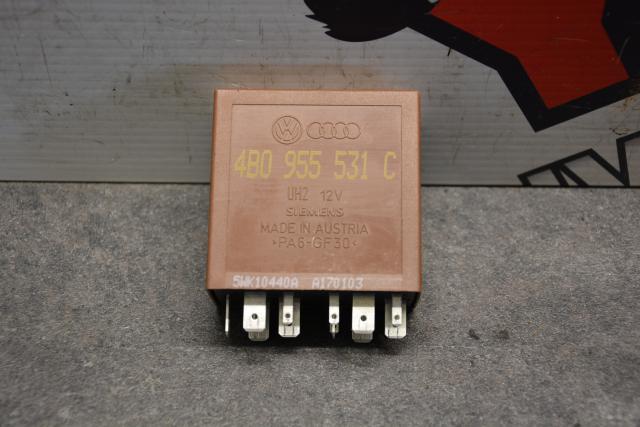 4B0 955 531 C
UHZ 12V
SIEMENS
MADE IN AUSTRIA
>PA6-GF30<
5WK10440A A170103